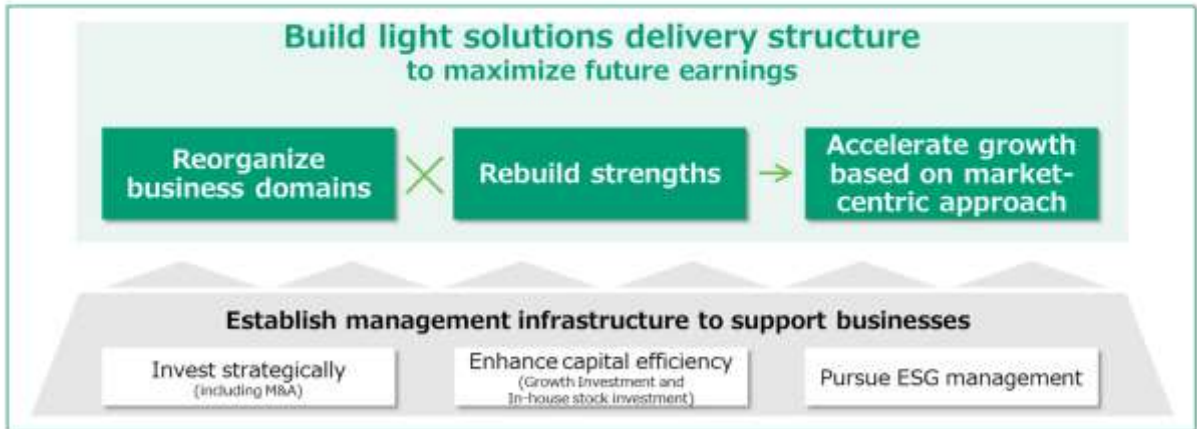 Build light solutions delivery structure
to maximize future earnings
Reorganize
business domains
Rebuild strengths
Accelerate growth
based on market-
centric approach
Establish management infrastructure to support businesses
Invest strategically
(including M&A)
Enhance capital efficiency
(Growth Investment and
In-house stock investment)
Pursue ESG management